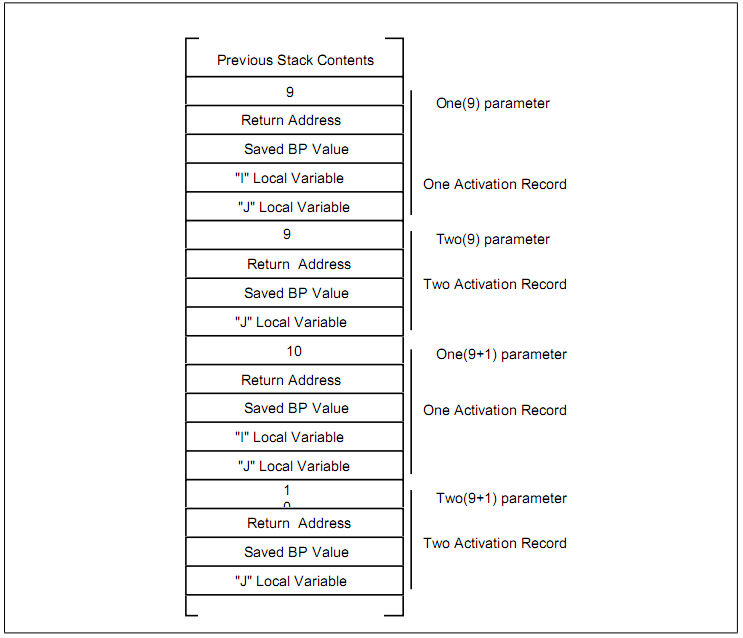 Previous Stack Contents
9
One(9) parameter
Return Address
Saved BP Value
"I" Local Variable
One Activation Record
"J" Local Variable
9
Two(9) parameter
Return  Address
Two Activation Record
Saved BP Value
"J" Local Variable
10
One(9+1) parameter
Return Address
Saved BP Value
One Activation Record
"I" Local Variable
"J" Local Variable
1
Two(9+1) parameter
Return  Address
Two Activation Record
Saved BP Value
"J" Local Variable